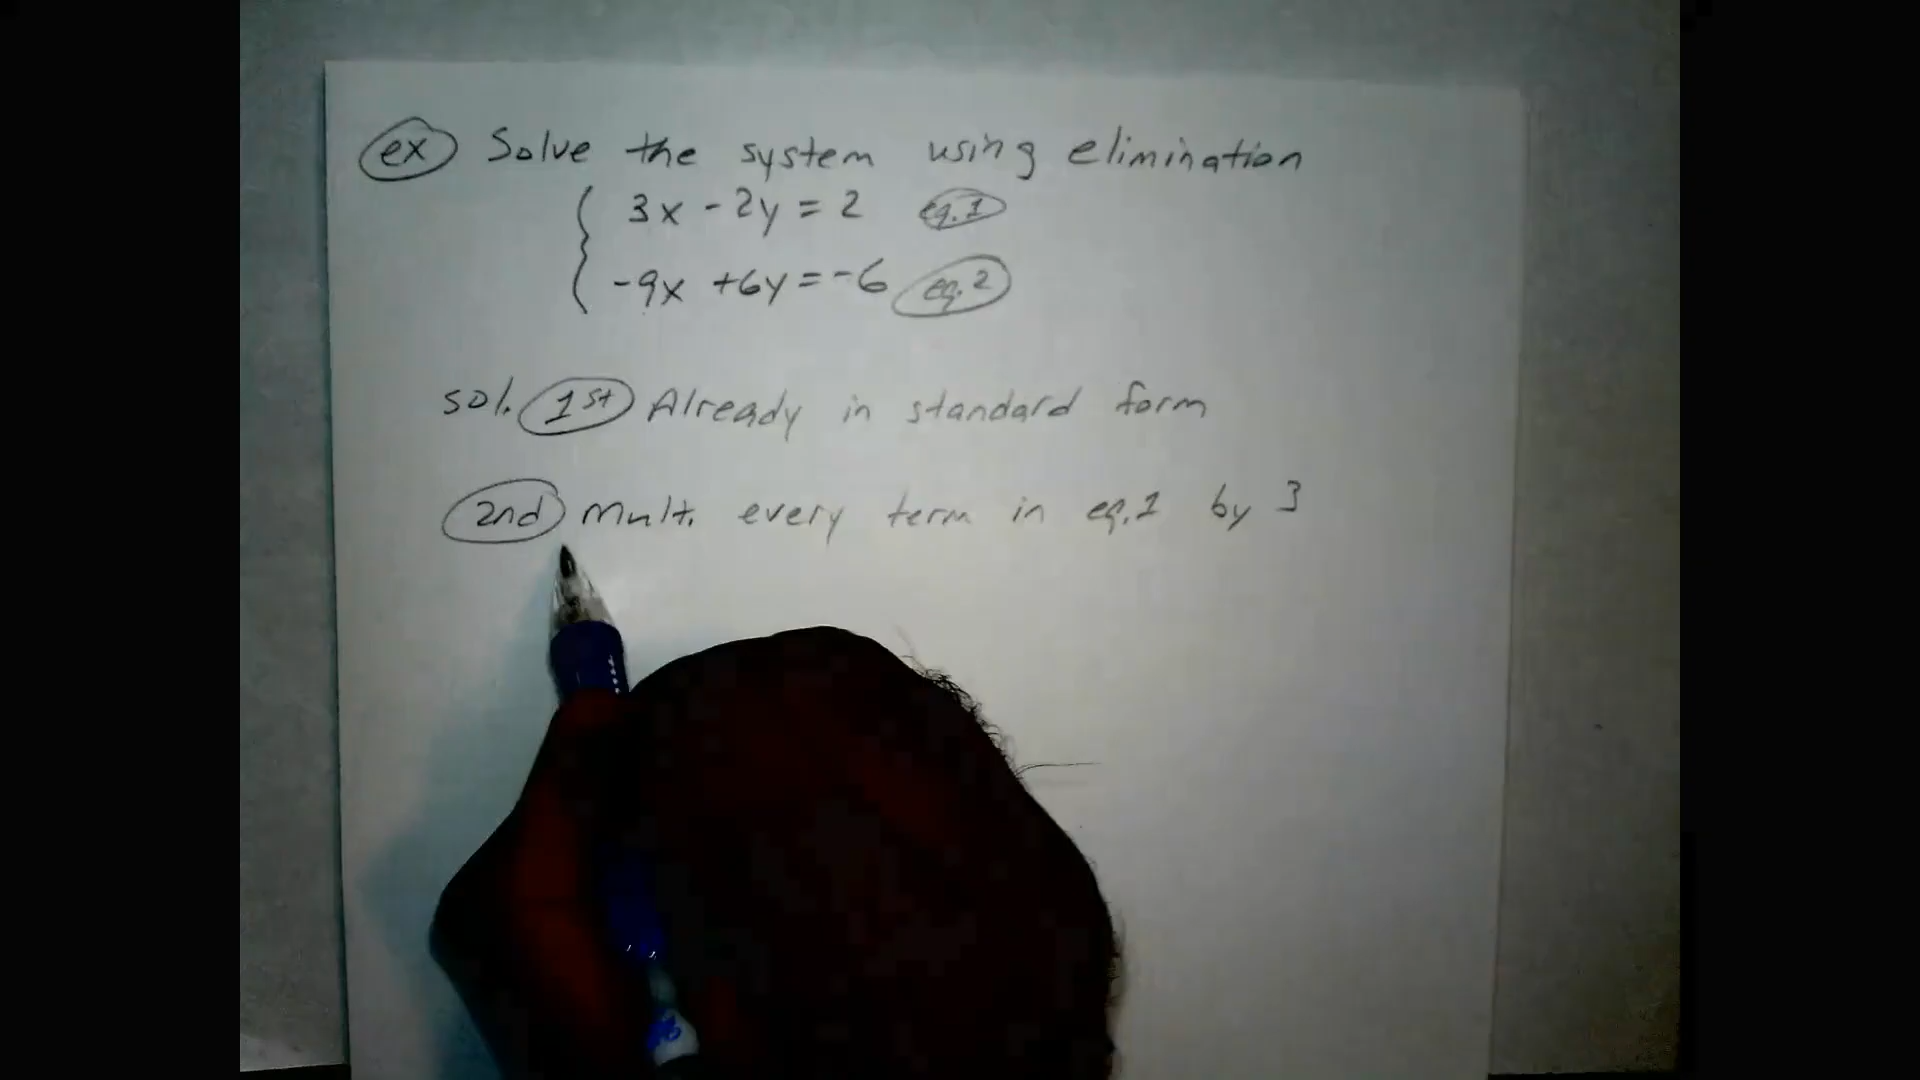 ex Solve the system using elimination
3x - 2y = 2 eq.1
-9x + 6y = -6 eq.2
sol. 1st Already in standard form
2nd Mult. every term in eq.1 by 3